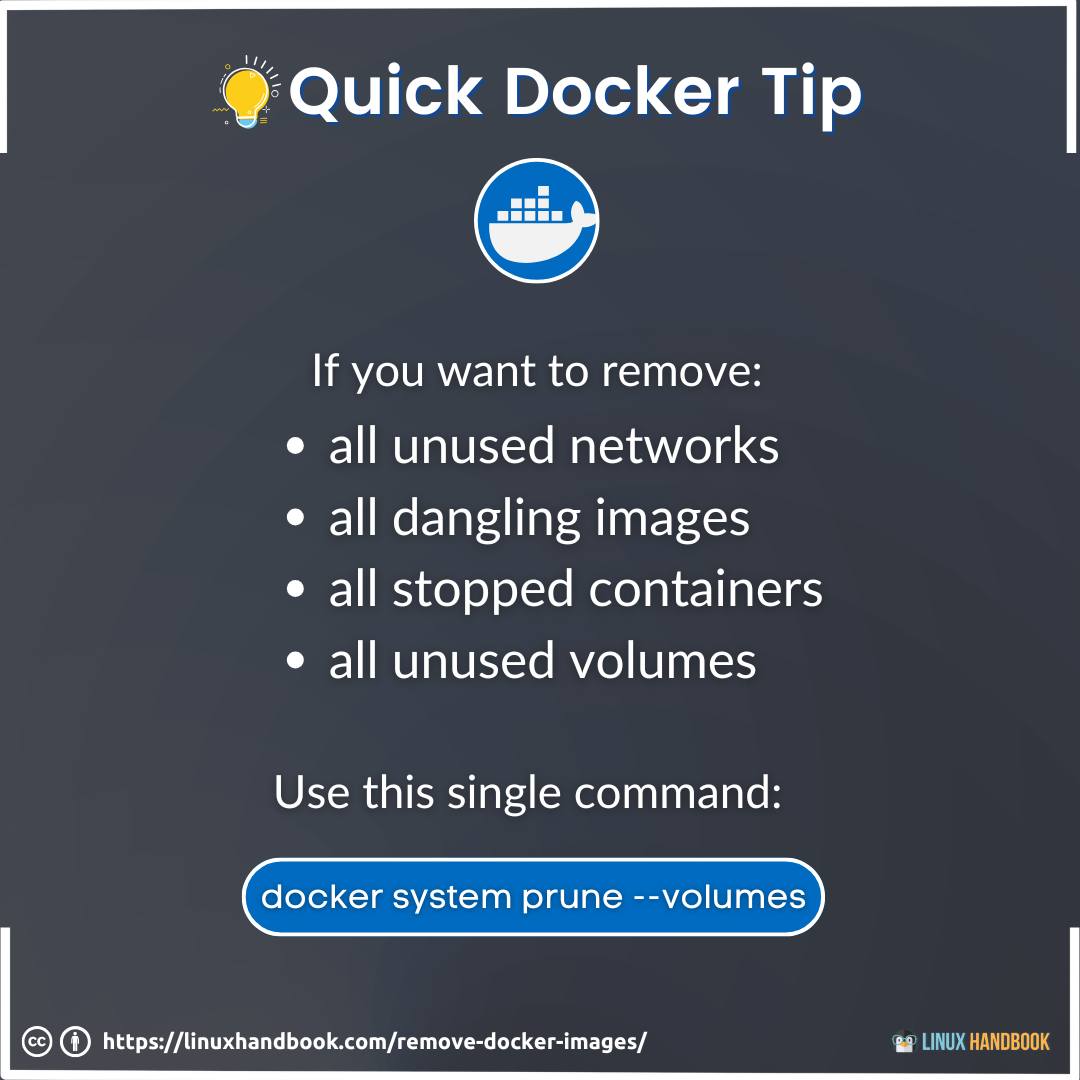 Quick Docker Tip
If you want to remove:
• all unused networks
• all dangling images
• all stopped containers
• all unused volumes
Use this single command:
docker system prune --volumes
cc https://linuxhandbook.com/remove-docker-images/ LINUX HANDBOOK